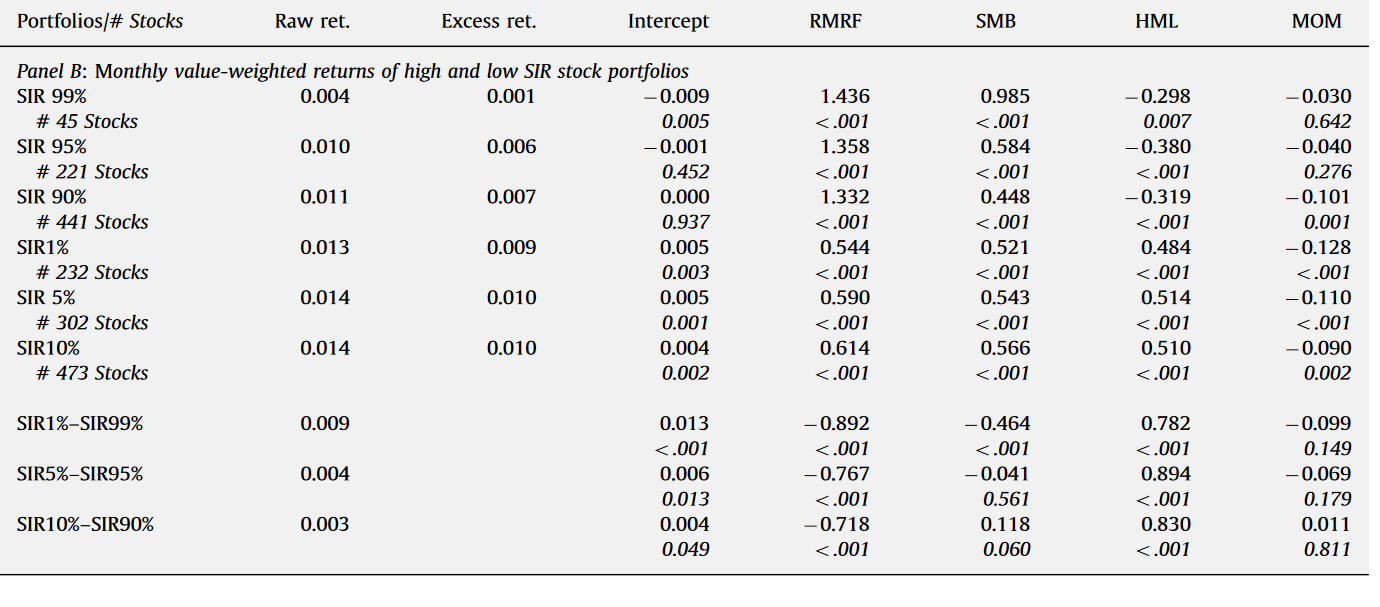 Portfolios/# Stocks Raw ret. Excess ret. Intercept RMRF SMB HML MOM
Panel B: Monthly value-weighted returns of high and low SIR stock portfolios
SIR 99% 0.004 0.001 −0.009 1.436 0.985 −0.298 −0.030
# 45 Stocks 0.005 <.001 <.001 0.007 0.642
SIR 95% 0.010 0.006 −0.001 1.358 0.584 −0.380 −0.040
# 221 Stocks 0.452 <.001 <.001 <.001 0.276
SIR 90% 0.011 0.007 0.000 1.332 0.448 −0.319 −0.101
# 441 Stocks 0.937 <.001 <.001 <.001 0.001
SIR1% 0.013 0.009 0.005 0.544 0.521 0.484 −0.128
# 232 Stocks 0.003 <.001 <.001 <.001 <.001
SIR 5% 0.014 0.010 0.005 0.590 0.543 0.514 −0.110
# 302 Stocks 0.001 <.001 <.001 <.001 <.001
SIR10% 0.014 0.010 0.004 0.614 0.566 0.510 −0.090
# 473 Stocks 0.002 <.001 <.001 <.001 0.002
SIR1%–SIR99% 0.009 0.013 −0.892 −0.464 0.782 −0.099
<.001 <.001 <.001 <.001 0.149
SIR5%–SIR95% 0.004 0.006 −0.767 −0.041 0.894 −0.069
0.013 <.001 0.561 <.001 0.179
SIR10%–SIR90% 0.003 0.004 −0.718 0.118 0.830 0.011
0.049 <.001 0.060 <.001 0.811